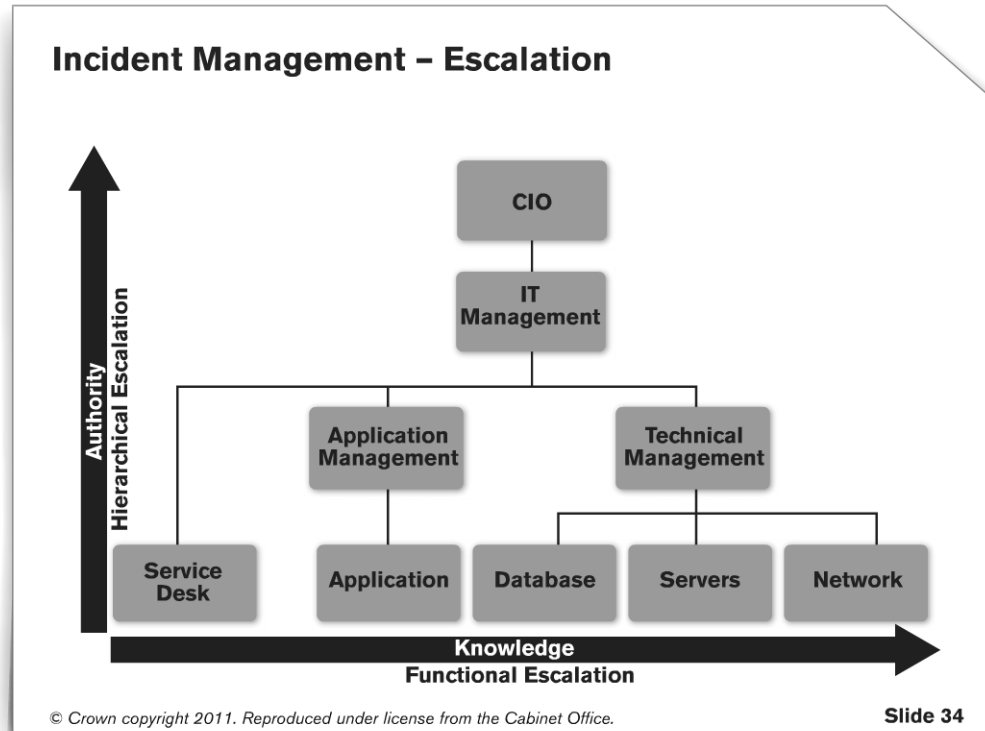 Incident Management – Escalation
CIO
IT
Management
Authority
Hierarchical Escalation
Application
Management
Technical
Management
Service
Desk
Application
Database
Servers
Network
Knowledge
Functional Escalation
© Crown copyright 2011. Reproduced under license from the Cabinet Office.
Slide 34